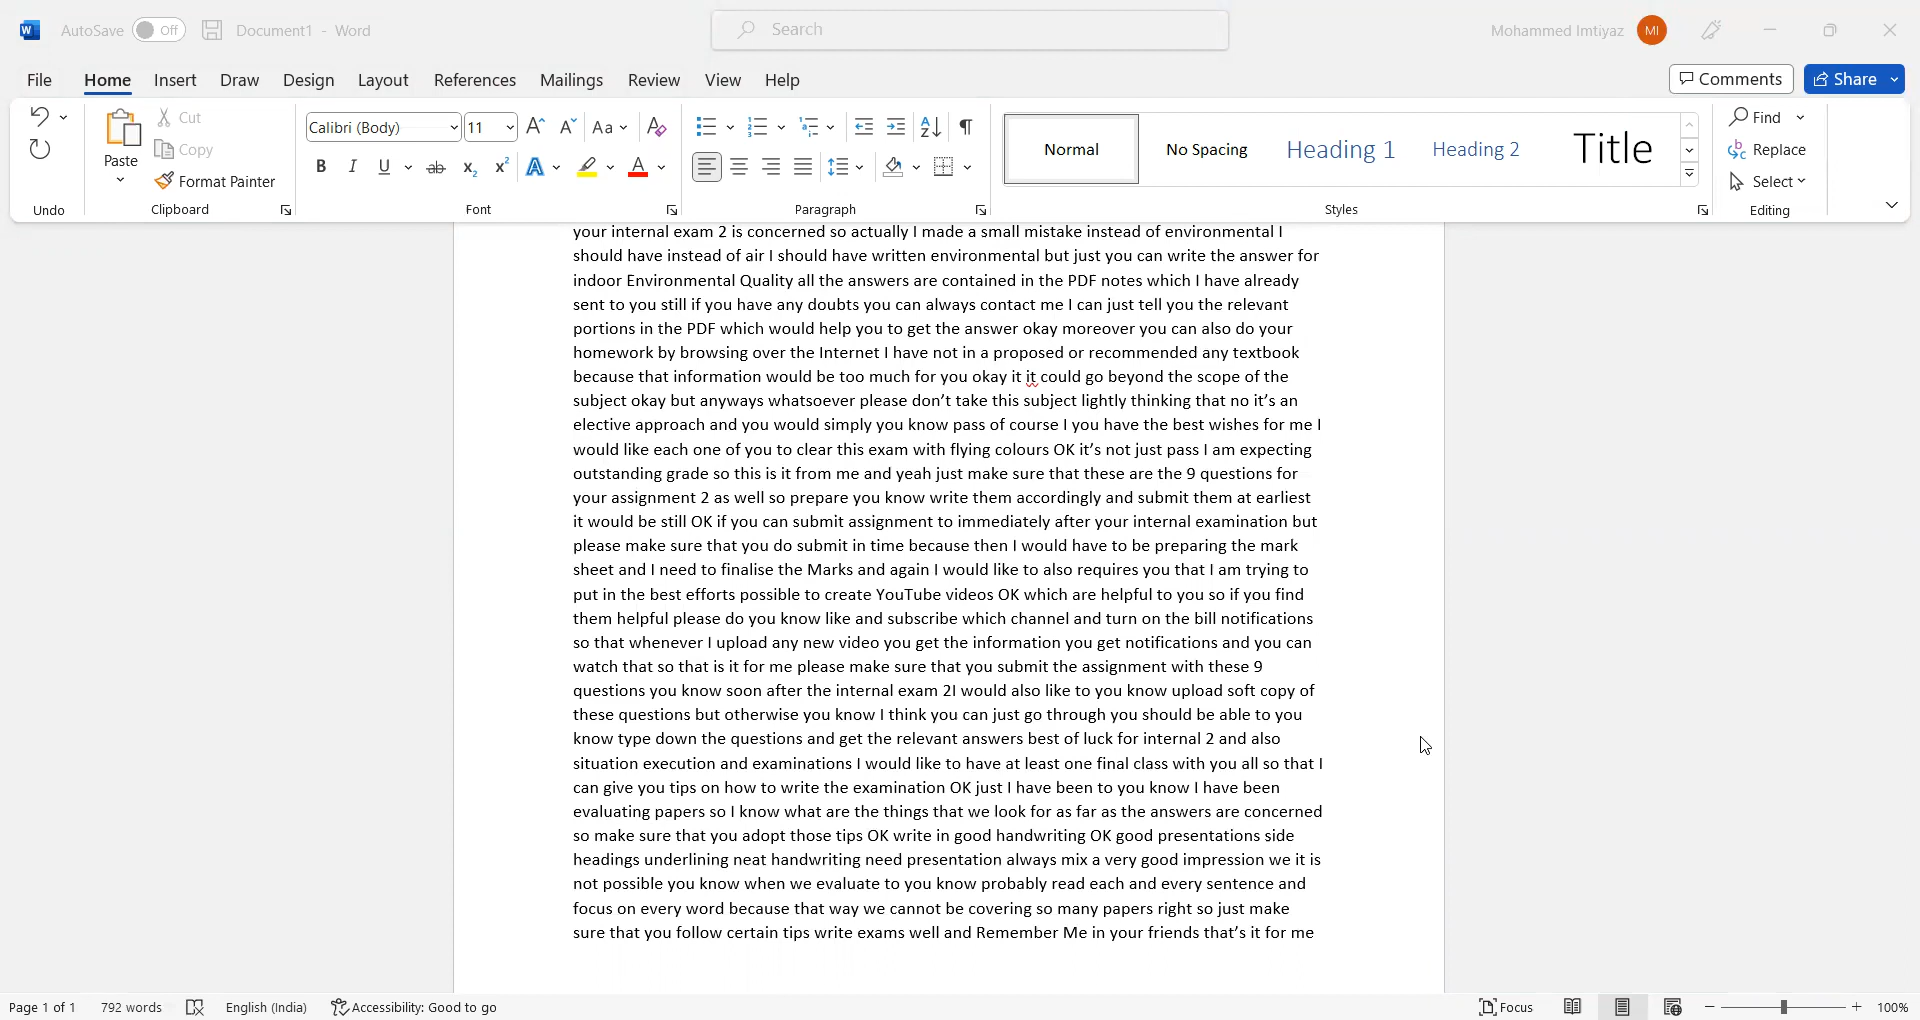 AutoSave Off Document1 - Word Search Mohammed Imtiyaz MI
File Home Insert Draw Design Layout References Mailings Review View Help Comments Share
Paste Cut Copy Format Painter
Calibri (Body) 11 Aa
B I U ab x₂ x² A A
Normal No Spacing Heading 1 Heading 2 Title
Find Replace Select
Undo Clipboard Font Paragraph Styles Editing
your internal exam 2 is concerned so actually I made a small mistake instead of environmental I
should have instead of air I should have written environmental but just you can write the answer for
indoor Environmental Quality all the answers are contained in the PDF notes which I have already
sent to you still if you have any doubts you can always contact me I can just tell you the relevant
portions in the PDF which would help you to get the answer okay moreover you can also do your
homework by browsing over the Internet I have not in a proposed or recommended any textbook
because that information would be too much for you okay it it could go beyond the scope of the
subject okay but anyways whatsoever please don't take this subject lightly thinking that no it's an
elective approach and you would simply you know pass of course I you have the best wishes for me I
would like each one of you to clear this exam with flying colours OK it's not just pass I am expecting
outstanding grade so this is it from me and yeah just make sure that these are the 9 questions for
your assignment 2 as well so prepare you know write them accordingly and submit them at earliest
it would be still OK if you can submit assignment to immediately after your internal examination but
please make sure that you do submit in time because then I would have to be preparing the mark
sheet and I need to finalise the Marks and again I would like to also requires you that I am trying to
put in the best efforts possible to create YouTube videos OK which are helpful to you so if you find
them helpful please do you know like and subscribe which channel and turn on the bill notifications
so that whenever I upload any new video you get the information you get notifications and you can
watch that so that is it for me please make sure that you submit the assignment with these 9
questions you know soon after the internal exam 2I would also like to you know upload soft copy of
these questions but otherwise you know I think you can just go through you should be able to you
know type down the questions and get the relevant answers best of luck for internal 2 and also
situation execution and examinations I would like to have at least one final class with you all so that I
can give you tips on how to write the examination OK just I have been to you know I have been
evaluating papers so I know what are the things that we look for as far as the answers are concerned
so make sure that you adopt those tips OK write in good handwriting OK good presentations side
headings underlining neat handwriting need presentation always mix a very good impression we it is
not possible you know when we evaluate to you know probably read each and every sentence and
focus on every word because that way we cannot be covering so many papers right so just make
sure that you follow certain tips write exams well and Remember Me in your friends that's it for me
Page 1 of 1 792 words English (India) Accessibility: Good to go Focus 100%